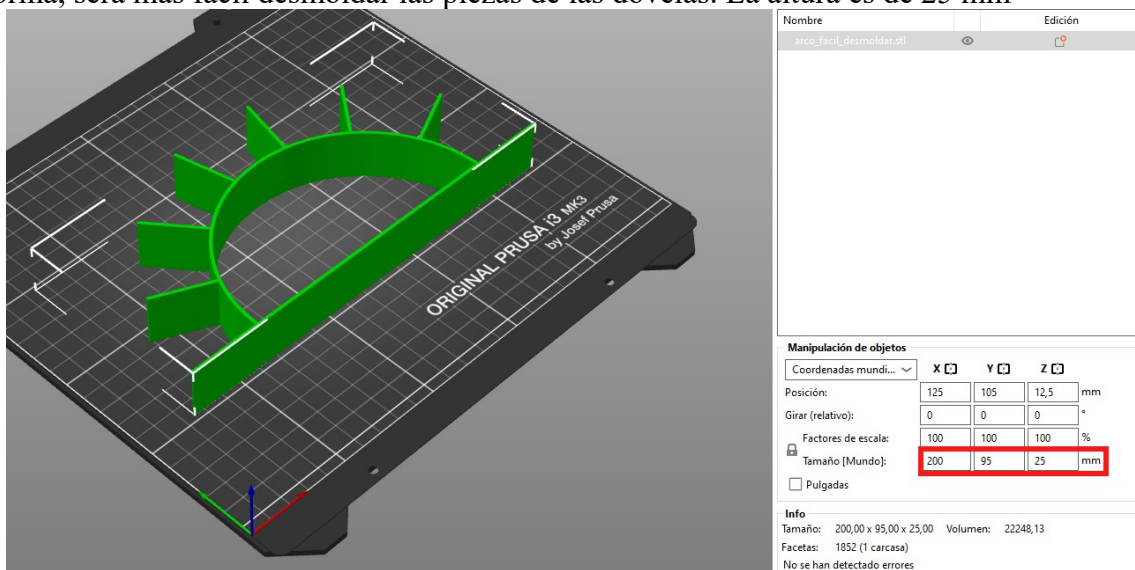 orma, será más fácil desmoldar las piezas de las dovelas. La altura es de 25 mm
Nombre Edición
arco_facil_desmoldar.stl
ORIGINAL PRUSA i3 MK3
by Josef Prusa
Manipulación de objetos
Coordenadas mundi... X Y Z
Posición: 125 105 12,5 mm
Girar (relativo): 0 0 0 °
Factores de escala: 100 100 100 %
Tamaño [Mundo]: 200 95 25 mm
Pulgadas
Info
Tamaño: 200,00 x 95,00 x 25,00 Volumen: 22248,13
Facetas: 1852 (1 carcasa)
No se han detectado errores